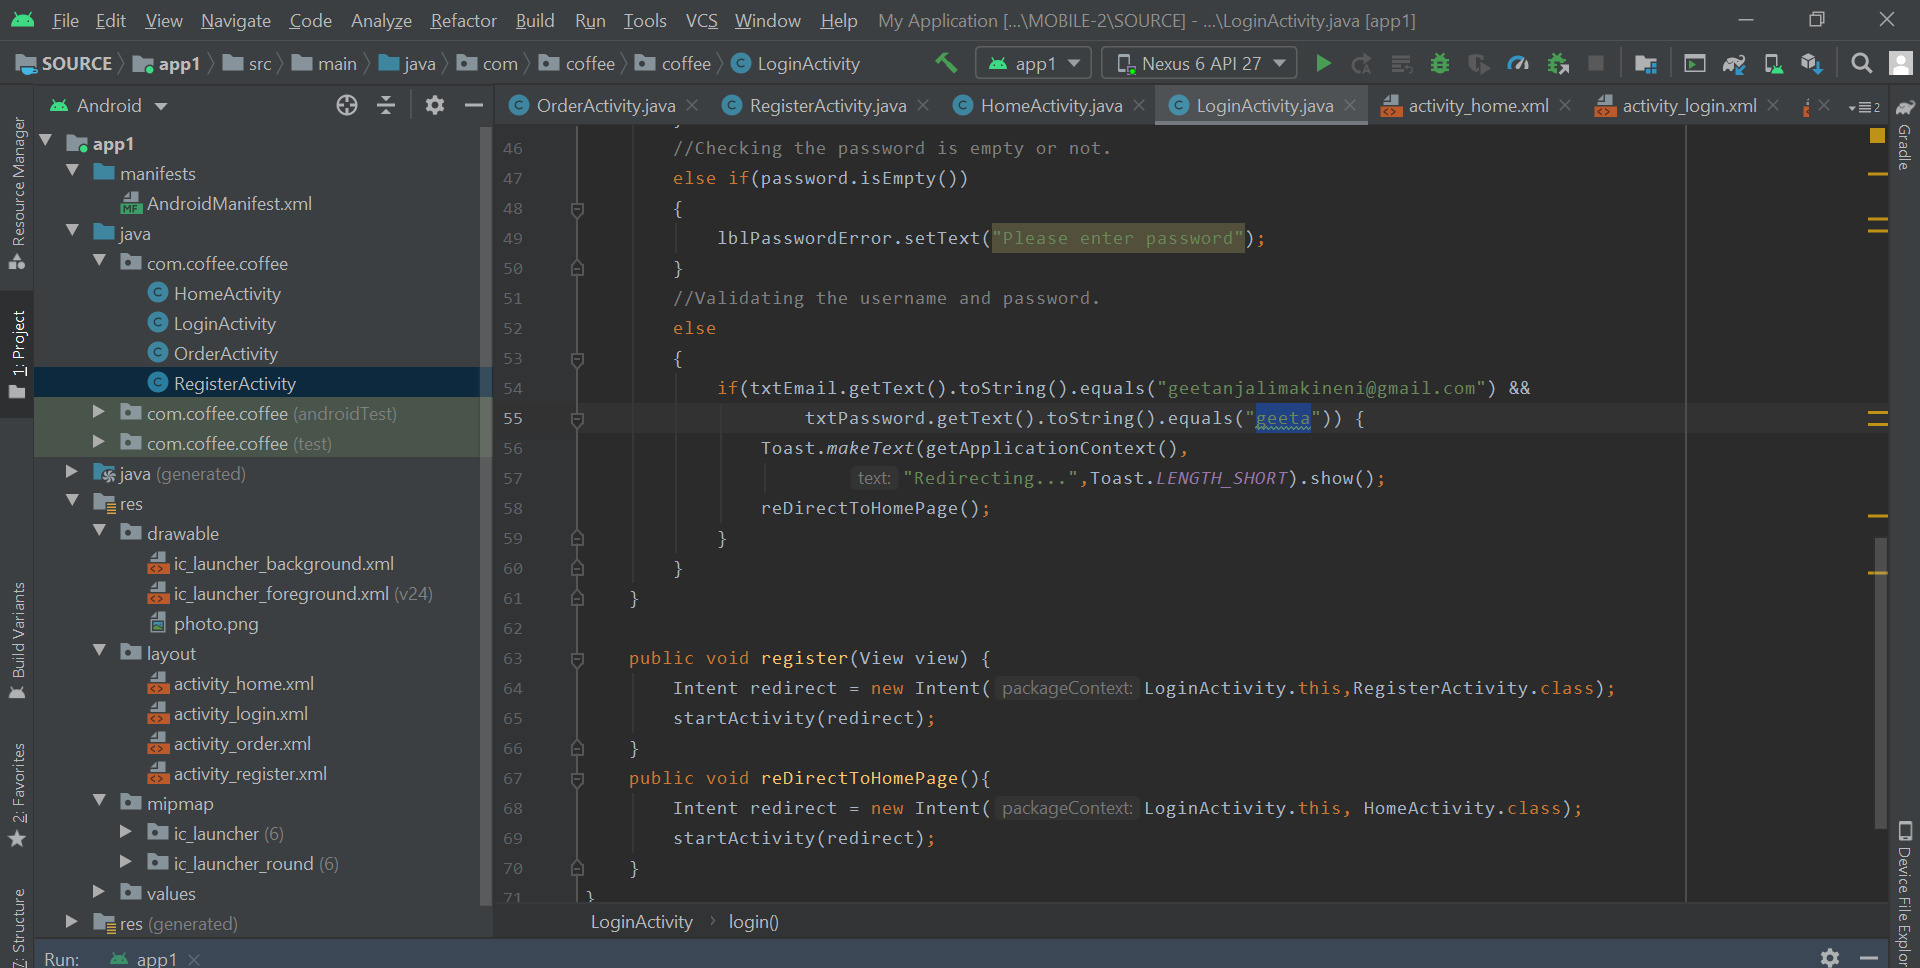 File Edit View Navigate Code Analyze Refactor Build Run Tools VCS Window Help My Application [...\MOBILE-2\SOURCE] - ...\LoginActivity.java [app1]
SOURCE app1 src main java com coffee coffee LoginActivity app1 Nexus 6 API 27
Android
OrderActivity.java RegisterActivity.java HomeActivity.java LoginActivity.java activity_home.xml activity_login.xml 2
Resource Manager
1: Project
Build Variants
2: Favorites
7: Structure
app1
manifests
AndroidManifest.xml
java
com.coffee.coffee
HomeActivity
LoginActivity
OrderActivity
RegisterActivity
com.coffee.coffee (androidTest)
com.coffee.coffee (test)
java (generated)
res
drawable
ic_launcher_background.xml
ic_launcher_foreground.xml (v24)
photo.png
layout
activity_home.xml
activity_login.xml
activity_order.xml
activity_register.xml
mipmap
ic_launcher (6)
ic_launcher_round (6)
values
res (generated)
}
46 //Checking the password is empty or not.
47 else if(password.isEmpty())
48 {
49 lblPasswordError.setText("Please enter password");
50 }
51 //Validating the username and password.
52 else
53 {
54 if(txtEmail.getText().toString().equals("geetanjalimakineni@gmail.com") &&
55 txtPassword.getText().toString().equals("geeta")) {
56 Toast.makeText(getApplicationContext(),
57 text: "Redirecting...",Toast.LENGTH_SHORT).show();
58 reDirectToHomePage();
59 }
60 }
61 }
62
63 public void register(View view) {
64 Intent redirect = new Intent( packageContext: LoginActivity.this,RegisterActivity.class);
65 startActivity(redirect);
66 }
67 public void reDirectToHomePage(){
68 Intent redirect = new Intent( packageContext: LoginActivity.this, HomeActivity.class);
69 startActivity(redirect);
70 }
71 }
LoginActivity login()
Gradle
Device File Explor
Run: app1